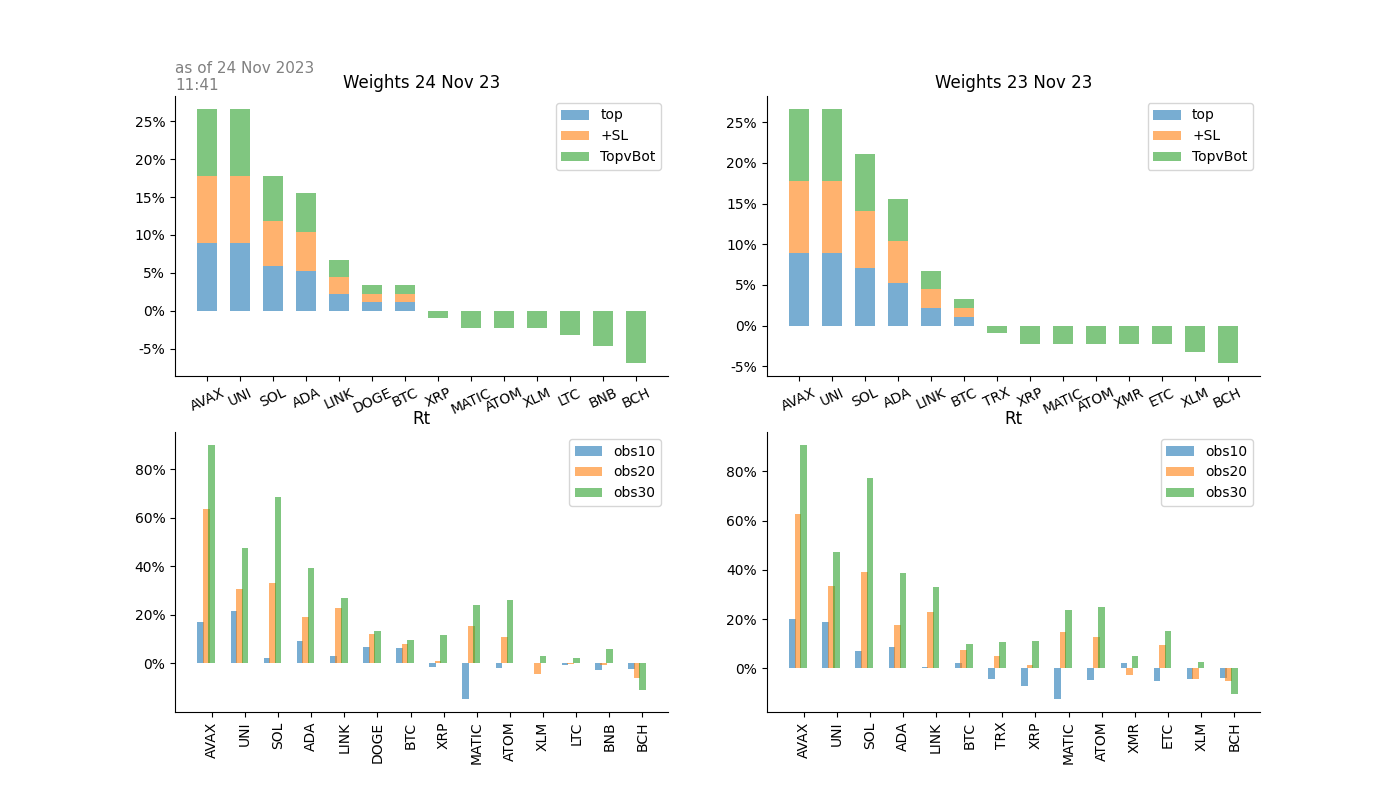 as of 24 Nov 2023
11:41
Weights 24 Nov 23
top
+SL
TopvBot
25%
20%
15%
10%
5%
0%
-5%
AVAX UNI SOL ADA LINK DOGE BTC XRP MATIC ATOM XLM LTC BNB BCH
Weights 23 Nov 23
top
+SL
TopvBot
25%
20%
15%
10%
5%
0%
-5%
AVAX UNI SOL ADA LINK BTC TRX XRP MATIC ATOM XMR ETC XLM BCH
Rt
obs10
obs20
obs30
80%
60%
40%
20%
0%
AVAX UNI SOL ADA LINK DOGE BTC XRP MATIC ATOM XLM LTC BNB BCH
Rt
obs10
obs20
obs30
80%
60%
40%
20%
0%
AVAX UNI SOL ADA LINK BTC TRX XRP MATIC ATOM XMR ETC XLM BCH